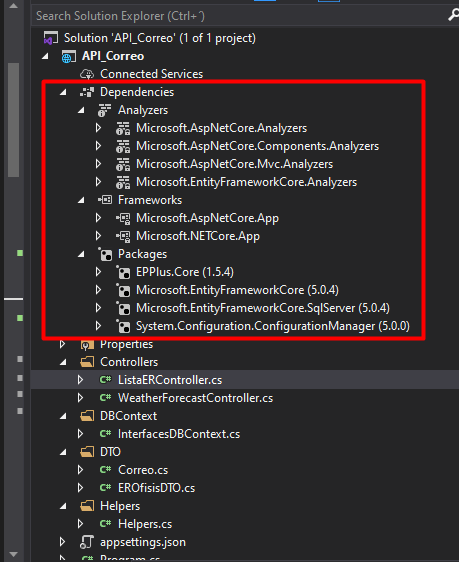 Search Solution Explorer (Ctrl+´)
Solution 'API_Correo' (1 of 1 project)
API_Correo
Connected Services
Dependencies
Analyzers
Microsoft.AspNetCore.Analyzers
Microsoft.AspNetCore.Components.Analyzers
Microsoft.AspNetCore.Mvc.Analyzers
Microsoft.EntityFrameworkCore.Analyzers
Frameworks
Microsoft.AspNetCore.App
Microsoft.NETCore.App
Packages
EPPlus.Core (1.5.4)
Microsoft.EntityFrameworkCore (5.0.4)
Microsoft.EntityFrameworkCore.SqlServer (5.0.4)
System.Configuration.ConfigurationManager (5.0.0)
Properties
Controllers
C# ListaERController.cs
C# WeatherForecastController.cs
DBContext
C# InterfacesDBContext.cs
DTO
C# Correo.cs
C# EROfisisDTO.cs
Helpers
C# Helpers.cs
appsettings.json
C# Program.cs